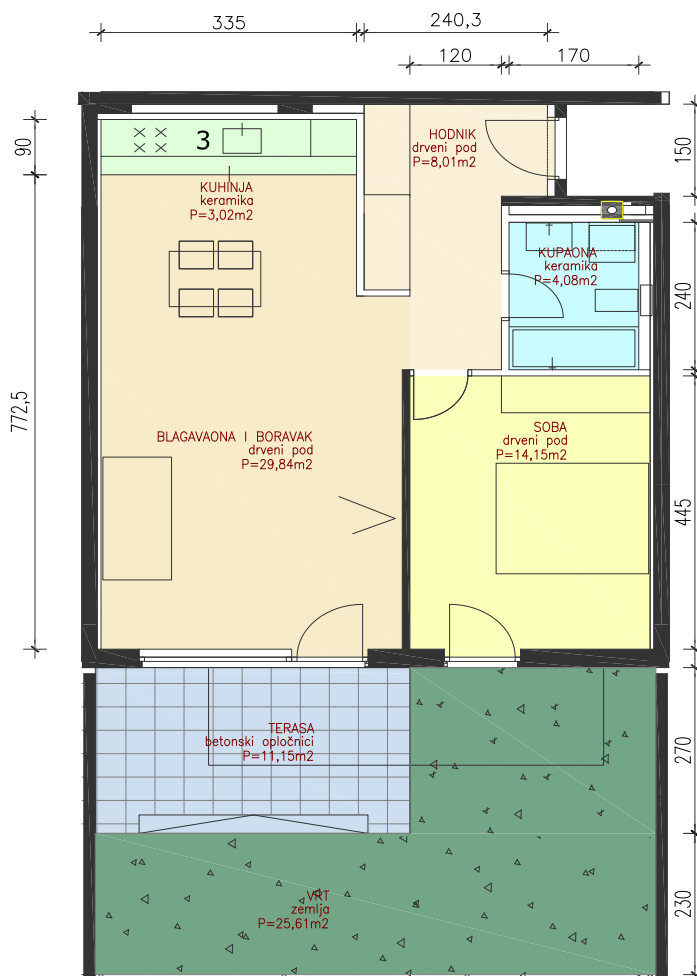 335
240,3
120
170
90
3
HODNIK
drveni pod
P=8,01m2
150
KUHINJA
keramika
P=3,02m2
KUPAONA
keramika
P=4,08m2
240
772,5
BLAGAVAONA I BORAVAK
drveni pod
P=29,84m2
SOBA
drveni pod
P=14,15m2
445
TERASA
betonski opločnici
P=11,15m2
270
VRT
zemlja
P=25,61m2
230